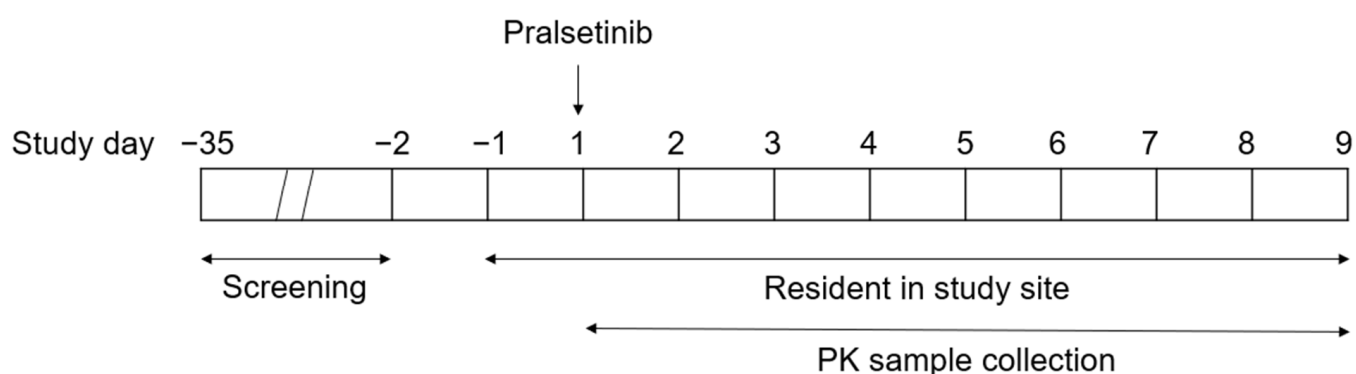 Pralsetinib
Study day −35 −2 −1 1 2 3 4 5 6 7 8 9
Screening
Resident in study site
PK sample collection